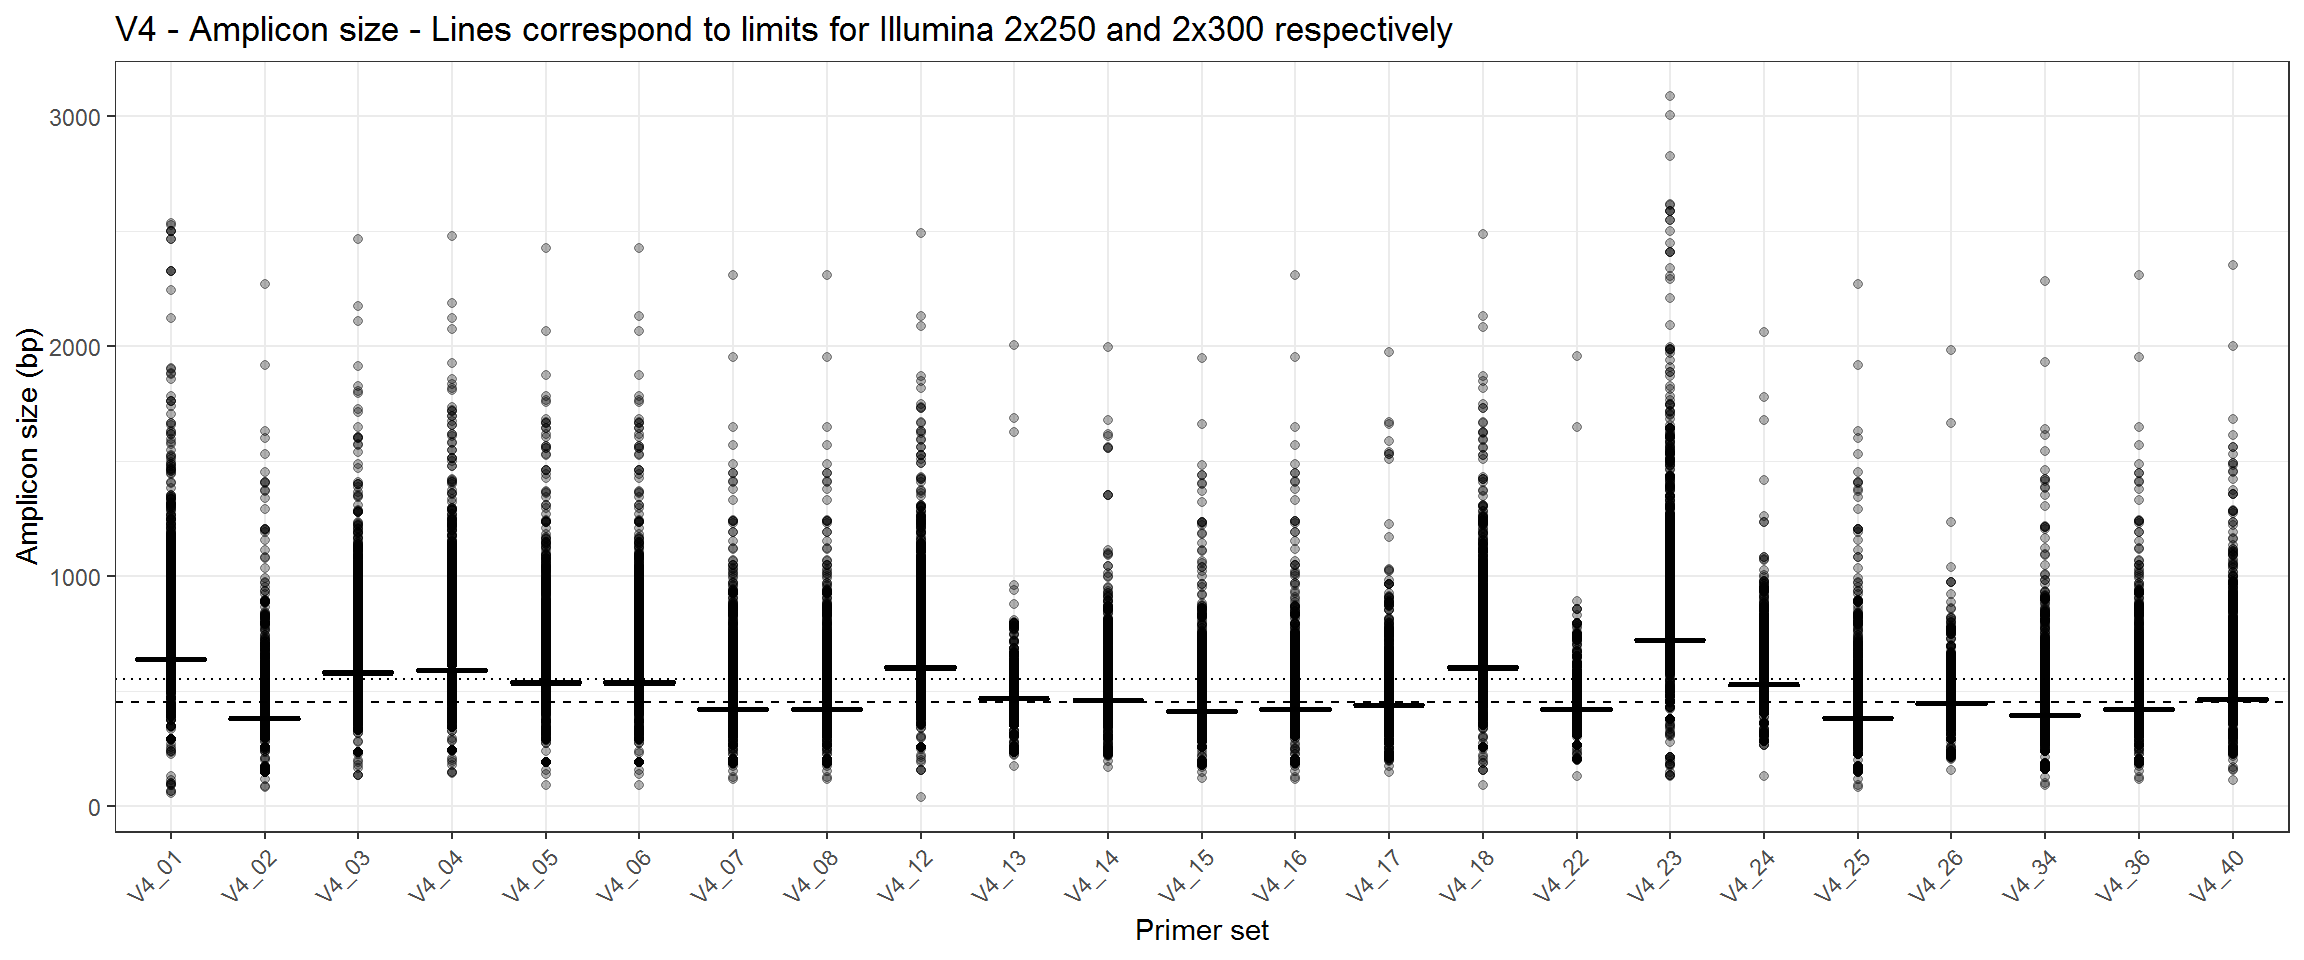 V4 - Amplicon size - Lines correspond to limits for Illumina 2x250 and 2x300 respectively
Amplicon size (bp)
3000
2000
1000
0
V4_01 V4_02 V4_03 V4_04 V4_05 V4_06 V4_07 V4_08 V4_12 V4_13 V4_14 V4_15 V4_16 V4_17 V4_18 V4_22 V4_23 V4_24 V4_25 V4_26 V4_34 V4_36 V4_40
Primer set